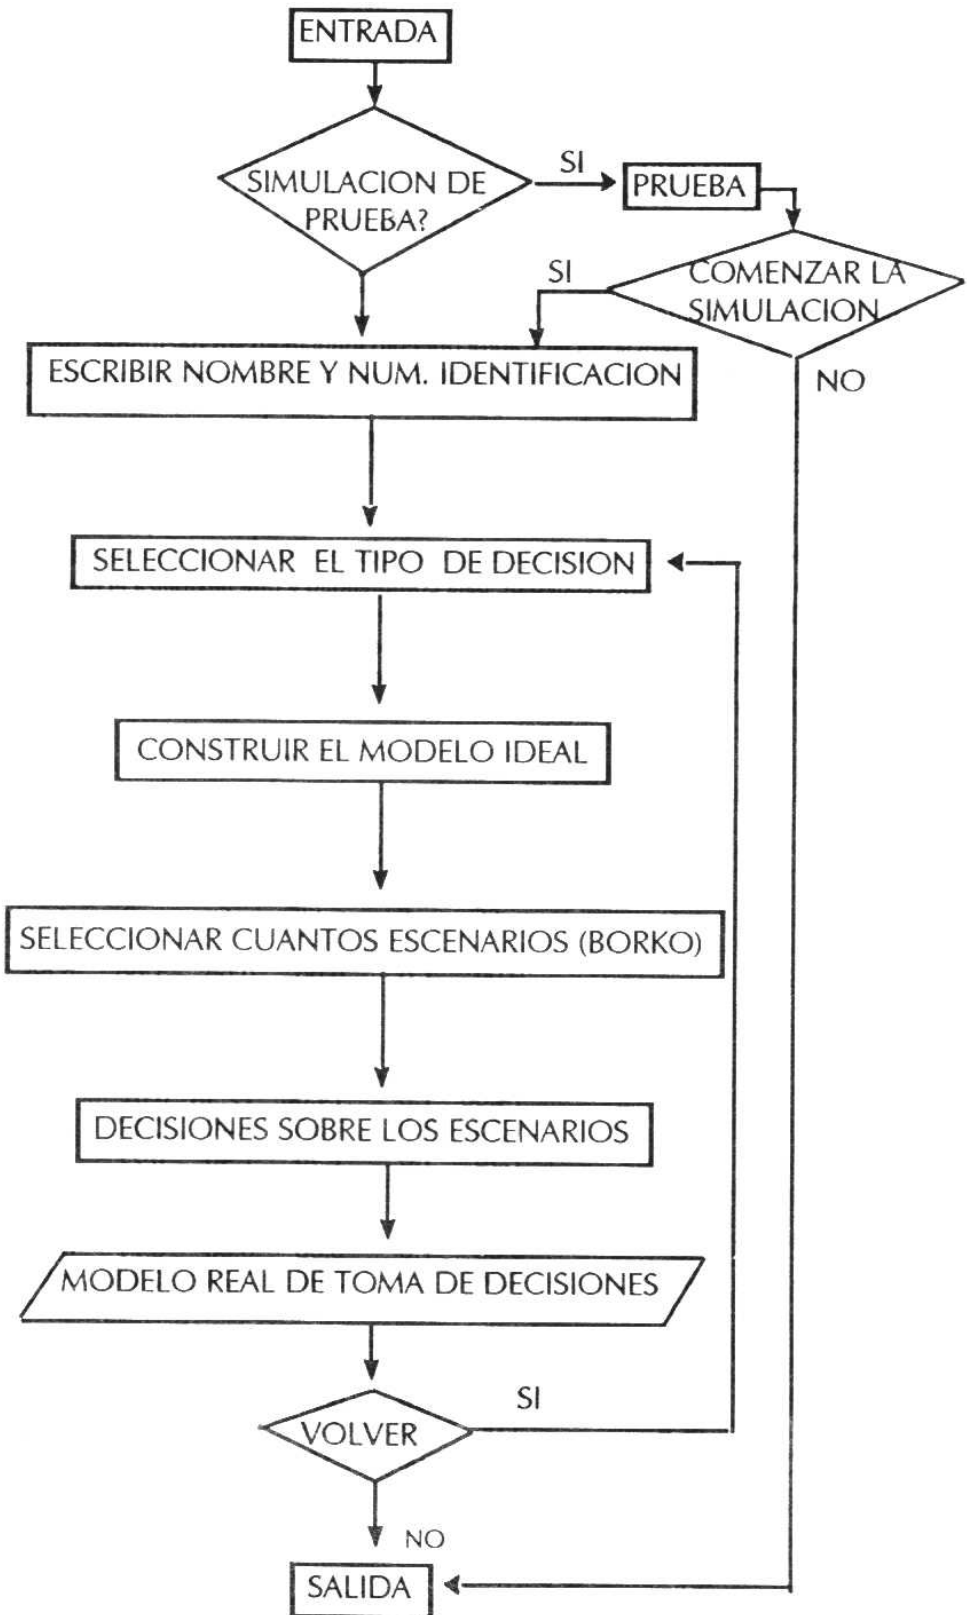 ENTRADA
SIMULACION DE
PRUEBA?
SI
PRUEBA
SI
COMENZAR LA
SIMULACION
NO
ESCRIBIR NOMBRE Y NUM. IDENTIFICACION
SELECCIONAR EL TIPO DE DECISION
CONSTRUIR EL MODELO IDEAL
SELECCIONAR CUANTOS ESCENARIOS (BORKO)
DECISIONES SOBRE LOS ESCENARIOS
MODELO REAL DE TOMA DE DECISIONES
SI
VOLVER
NO
SALIDA